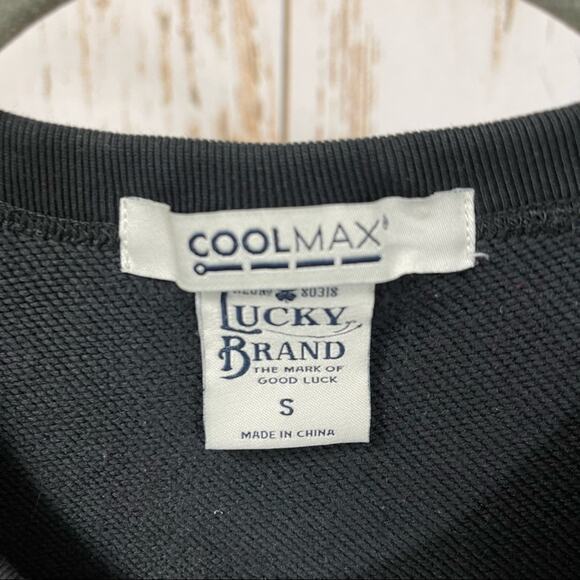 COOLMAX
LUCKY
BRAND
THE MARK OF
GOOD LUCK
S
MADE IN CHINA